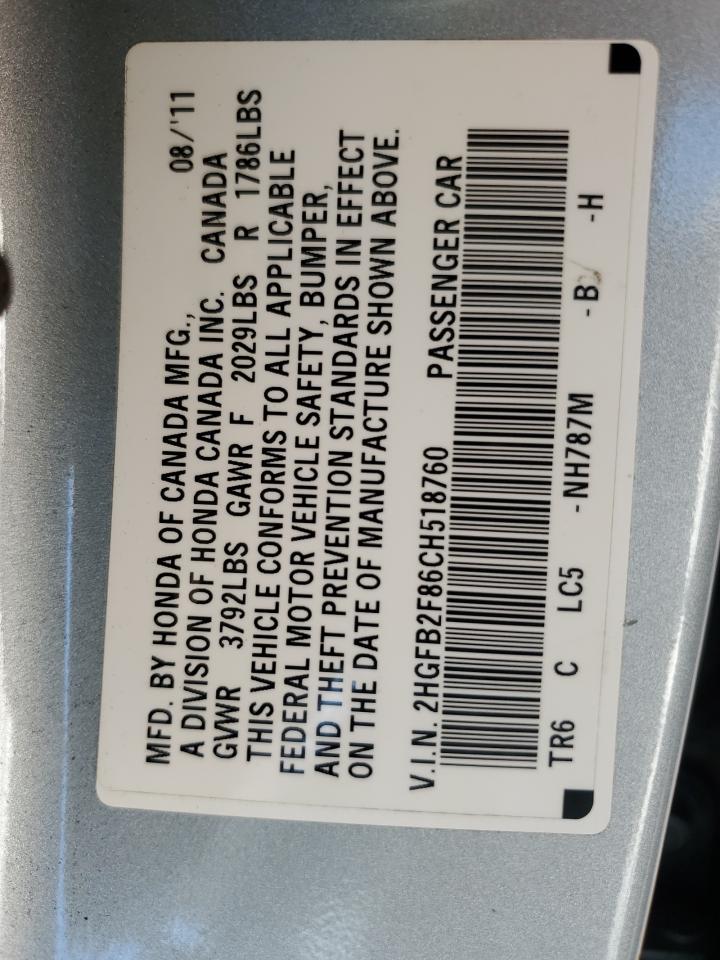 MFD. BY HONDA OF CANADA MFG., 08/'11
A DIVISION OF HONDA CANADA INC. CANADA
GVWR 3792LBS GAWR F 2029LBS R 1786LBS
THIS VEHICLE CONFORMS TO ALL APPLICABLE
FEDERAL MOTOR VEHICLE SAFETY, BUMPER,
AND THEFT PREVENTION STANDARDS IN EFFECT
ON THE DATE OF MANUFACTURE SHOWN ABOVE.
V.I.N. 2HGFB2F86CH518760 PASSENGER CAR
TR6 C LC5 -NH787M -B -H